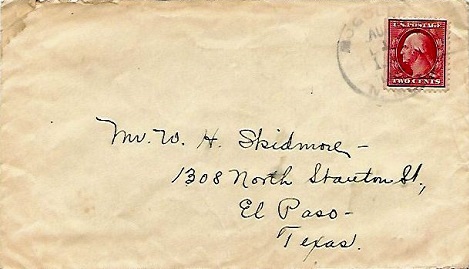 U.S. POSTAGE
TWO CENTS
Mr. W. H. Skidmore -
1308 North Stanton St.,
El Paso -
Texas.